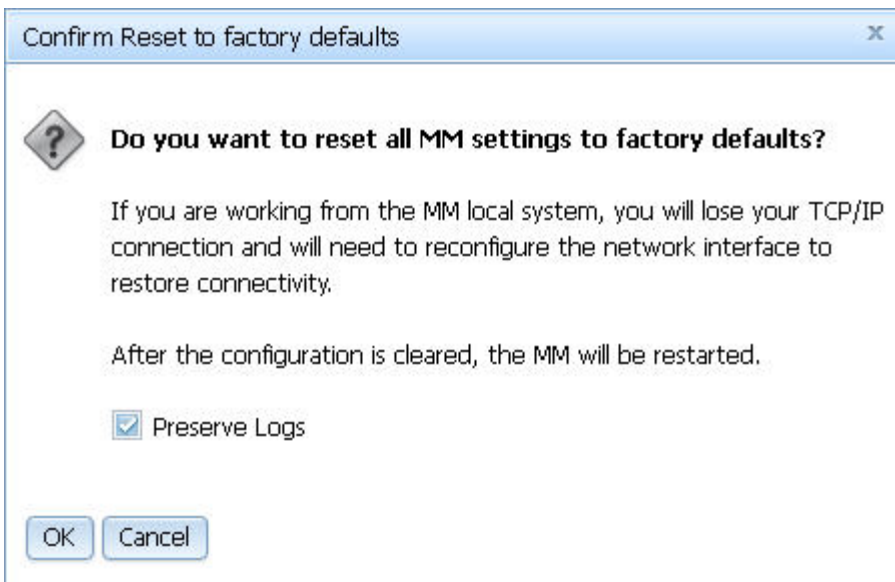 Confirm Reset to factory defaults
x
?
Do you want to reset all MM settings to factory defaults?
If you are working from the MM local system, you will lose your TCP/IP
connection and will need to reconfigure the network interface to
restore connectivity.
After the configuration is cleared, the MM will be restarted.
Preserve Logs
OK Cancel